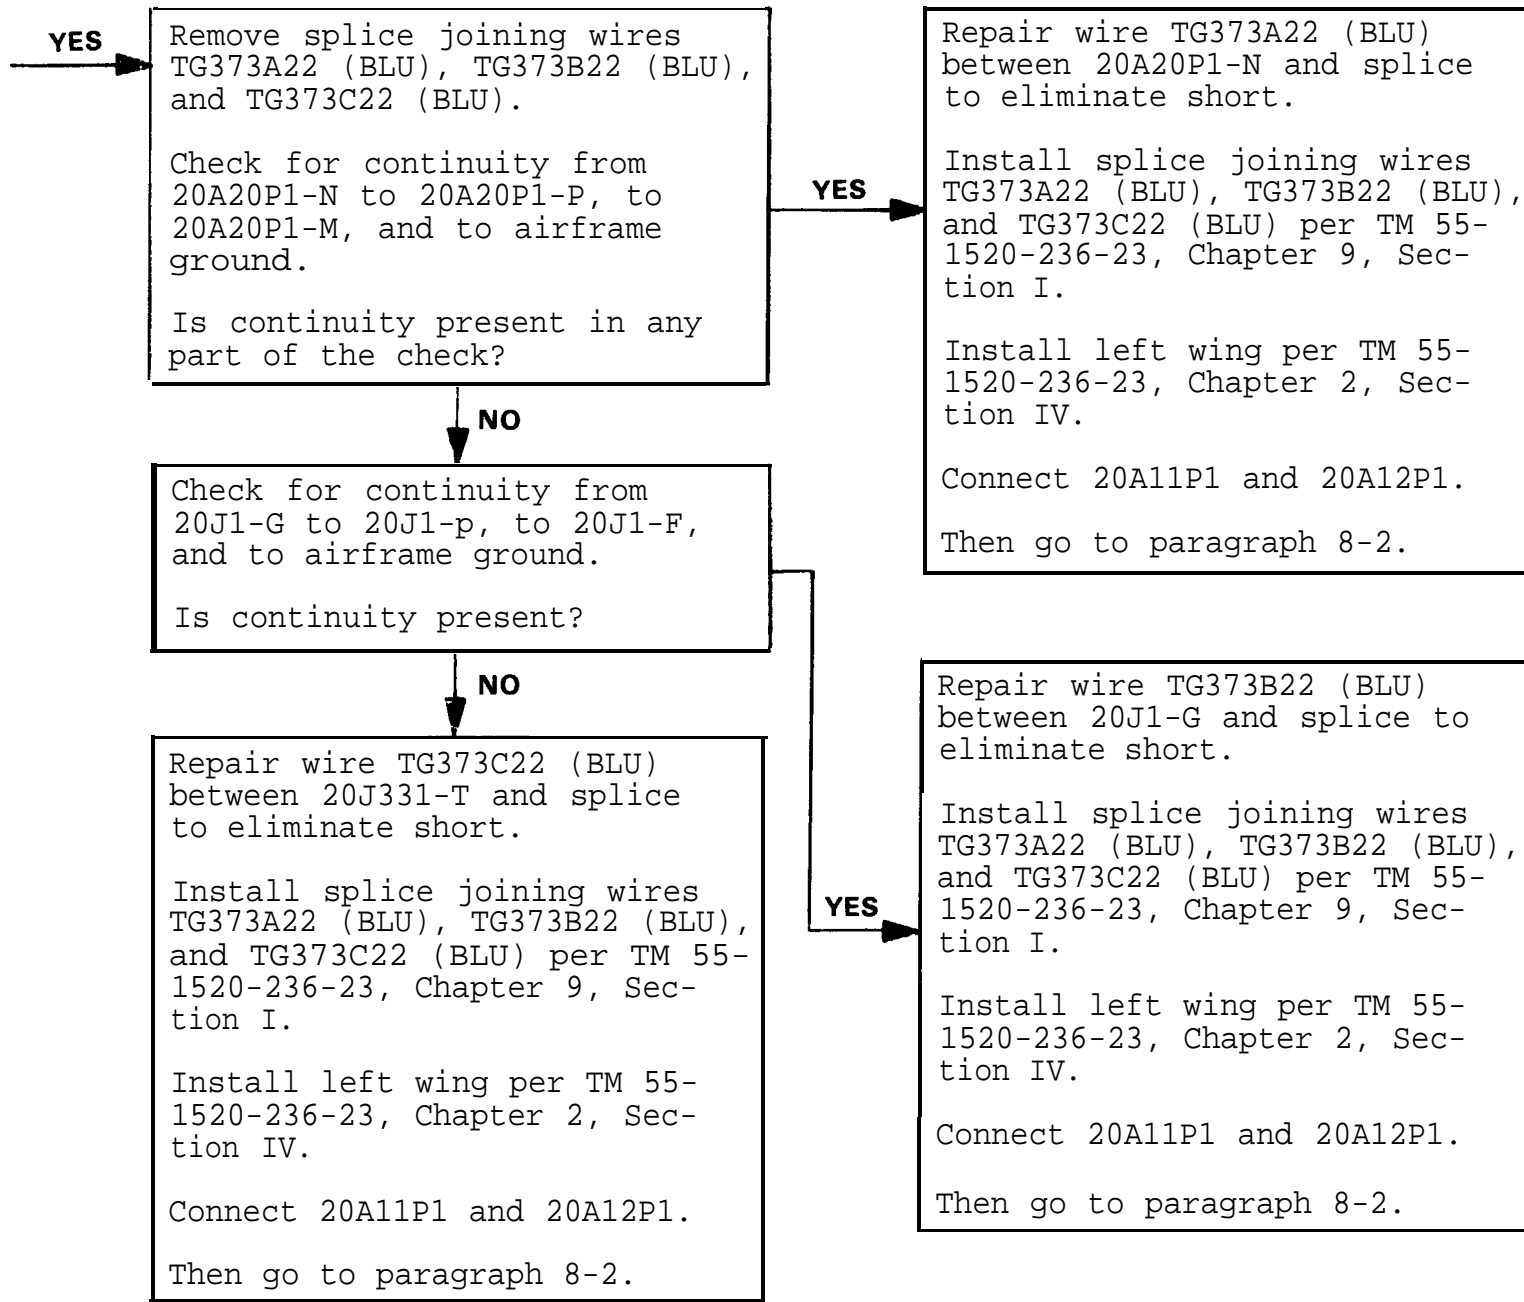 YES
Remove splice joining wires
TG373A22 (BLU), TG373B22 (BLU),
and TG373C22 (BLU).
Check for continuity from
20A20P1-N to 20A20P1-P, to
20A20P1-M, and to airframe
ground.
Is continuity present in any
part of the check?
YES
Repair wire TG373A22 (BLU)
between 20A20P1-N and splice
to eliminate short.
Install splice joining wires
TG373A22 (BLU), TG373B22 (BLU),
and TG373C22 (BLU) per TM 55-
1520-236-23, Chapter 9, Sec-
tion I.
Install left wing per TM 55-
1520-236-23, Chapter 2, Sec-
tion IV.
Connect 20A11P1 and 20A12P1.
Then go to paragraph 8-2.
NO
Check for continuity from
20J1-G to 20J1-p, to 20J1-F,
and to airframe ground.
Is continuity present?
YES
Repair wire TG373B22 (BLU)
between 20J1-G and splice to
eliminate short.
Install splice joining wires
TG373A22 (BLU), TG373B22 (BLU),
and TG373C22 (BLU) per TM 55-
1520-236-23, Chapter 9, Sec-
tion I.
Install left wing per TM 55-
1520-236-23, Chapter 2, Sec-
tion IV.
Connect 20A11P1 and 20A12P1.
Then go to paragraph 8-2.
NO
Repair wire TG373C22 (BLU)
between 20J331-T and splice
to eliminate short.
Install splice joining wires
TG373A22 (BLU), TG373B22 (BLU),
and TG373C22 (BLU) per TM 55-
1520-236-23, Chapter 9, Sec-
tion I.
Install left wing per TM 55-
1520-236-23, Chapter 2, Sec-
tion IV.
Connect 20A11P1 and 20A12P1.
Then go to paragraph 8-2.